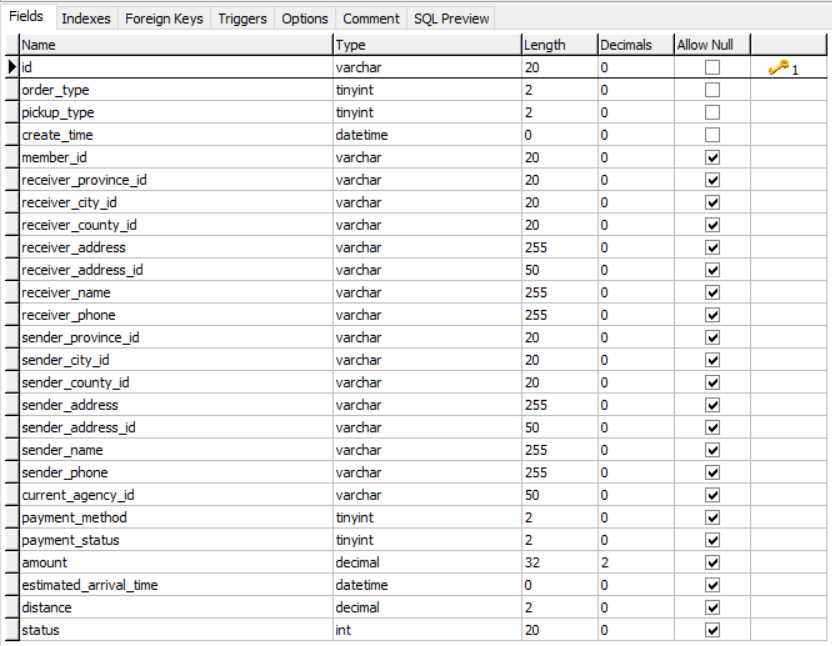 Fields Indexes Foreign Keys Triggers Options Comment SQL Preview
Name Type Length Decimals Allow Null
id varchar 20 0 1
order_type tinyint 2 0
pickup_type tinyint 2 0
create_time datetime 0 0
member_id varchar 20 0
receiver_province_id varchar 20 0
receiver_city_id varchar 20 0
receiver_county_id varchar 20 0
receiver_address varchar 255 0
receiver_address_id varchar 50 0
receiver_name varchar 255 0
receiver_phone varchar 255 0
sender_province_id varchar 20 0
sender_city_id varchar 20 0
sender_county_id varchar 20 0
sender_address varchar 255 0
sender_address_id varchar 50 0
sender_name varchar 255 0
sender_phone varchar 255 0
current_agency_id varchar 50 0
payment_method tinyint 2 0
payment_status tinyint 2 0
amount decimal 32 2
estimated_arrival_time datetime 0 0
distance decimal 2 0
status int 20 0